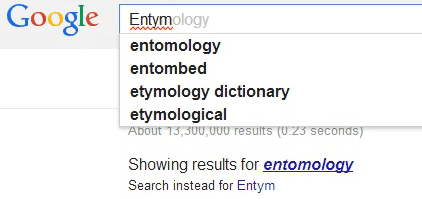 Google Entymology
entomology
entombed
etymology dictionary
etymological
About 13,300,000 results (0.23 seconds)
Showing results for entomology
Search instead for Entym